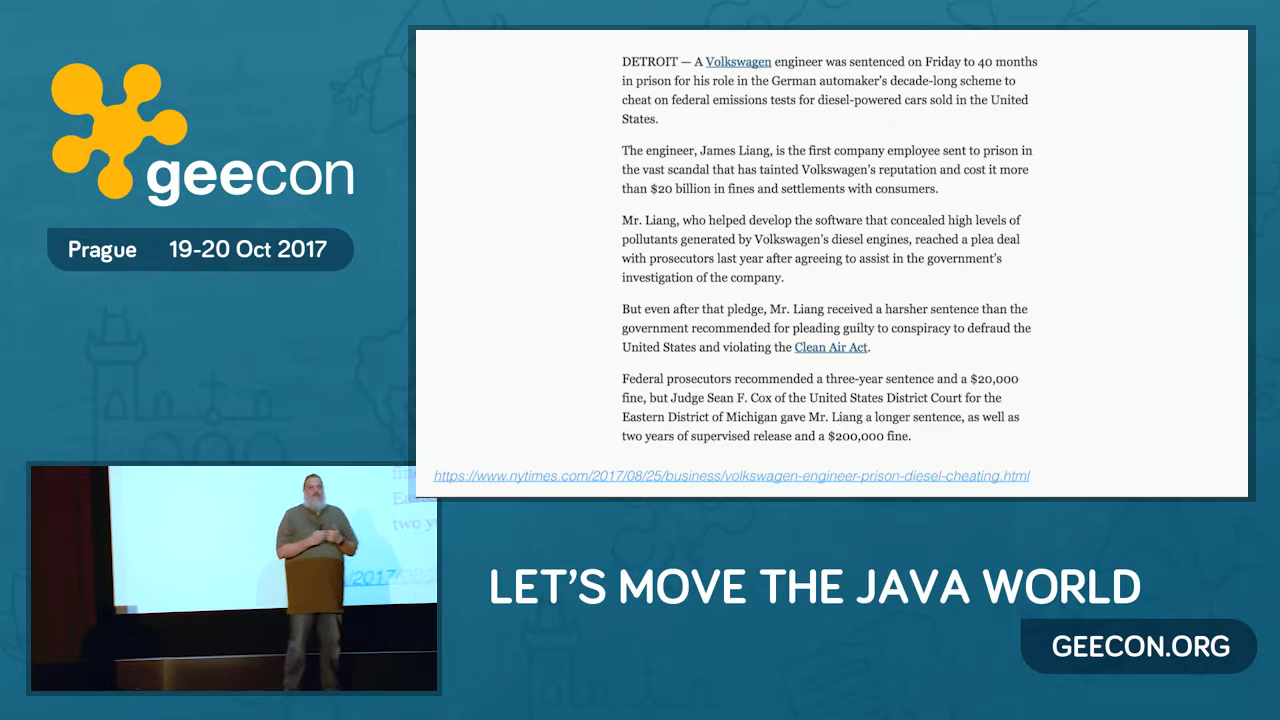 geecon
Prague 19-20 Oct 2017
DETROIT — A Volkswagen engineer was sentenced on Friday to 40 months
in prison for his role in the German automaker's decade-long scheme to
cheat on federal emissions tests for diesel-powered cars sold in the United
States.
The engineer, James Liang, is the first company employee sent to prison in
the vast scandal that has tainted Volkswagen's reputation and cost it more
than $20 billion in fines and settlements with consumers.
Mr. Liang, who helped develop the software that concealed high levels of
pollutants generated by Volkswagen's diesel engines, reached a plea deal
with prosecutors last year after agreeing to assist in the government's
investigation of the company.
But even after that pledge, Mr. Liang received a harsher sentence than the
government recommended for pleading guilty to conspiracy to defraud the
United States and violating the Clean Air Act.
Federal prosecutors recommended a three-year sentence and a $20,000
fine, but Judge Sean F. Cox of the United States District Court for the
Eastern District of Michigan gave Mr. Liang a longer sentence, as well as
two years of supervised release and a $200,000 fine.
https://www.nytimes.com/2017/08/25/business/volkswagen-engineer-prison-diesel-cheating.html
LET'S MOVE THE JAVA WORLD
GEECON.ORG